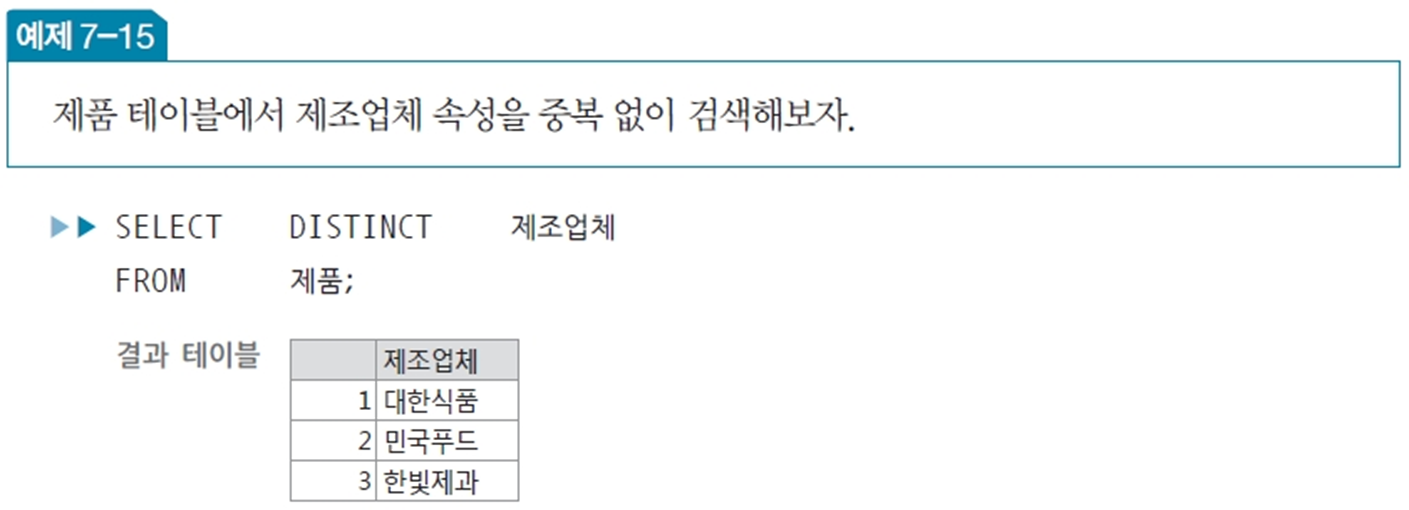 예제 7-15
제품 테이블에서 제조업체 속성을 중복 없이 검색해보자.
▶▶ SELECT DISTINCT 제조업체
FROM 제품;
결과 테이블
제조업체
1 대한식품
2 민국푸드
3 한빛제과